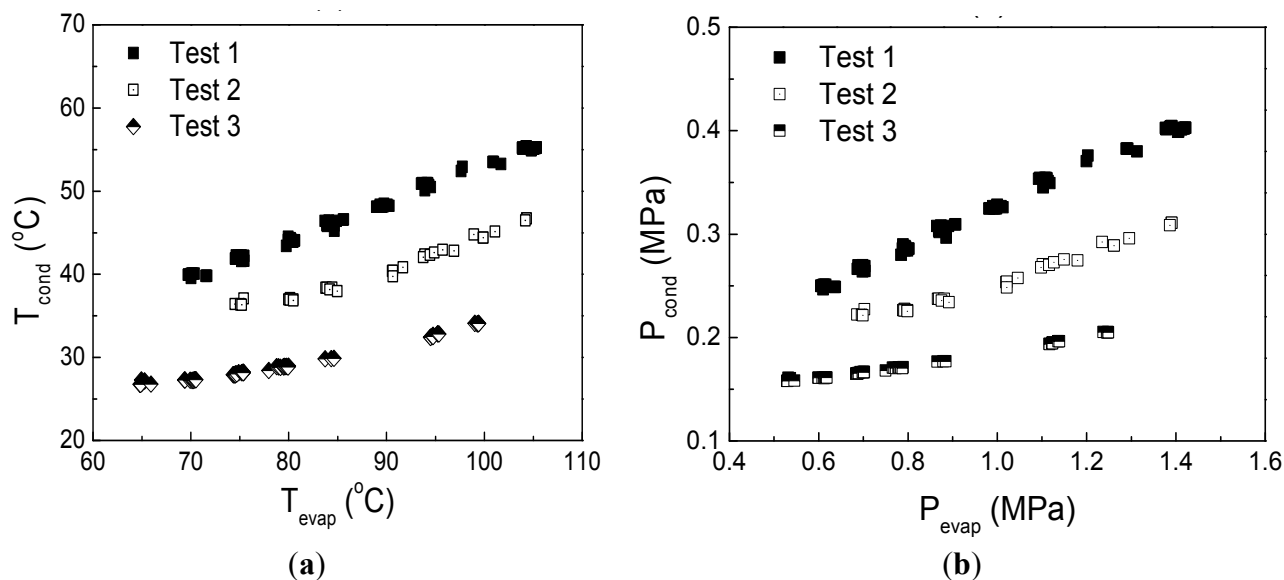 70
60
50
40
30
20
T_cond (°C)
Test 1
Test 2
Test 3
60 70 80 90 100 110
T_evap (°C)
(a)
0.5
0.4
0.3
0.2
0.1
P_cond (MPa)
Test 1
Test 2
Test 3
0.4 0.6 0.8 1.0 1.2 1.4 1.6
P_evap (MPa)
(b)